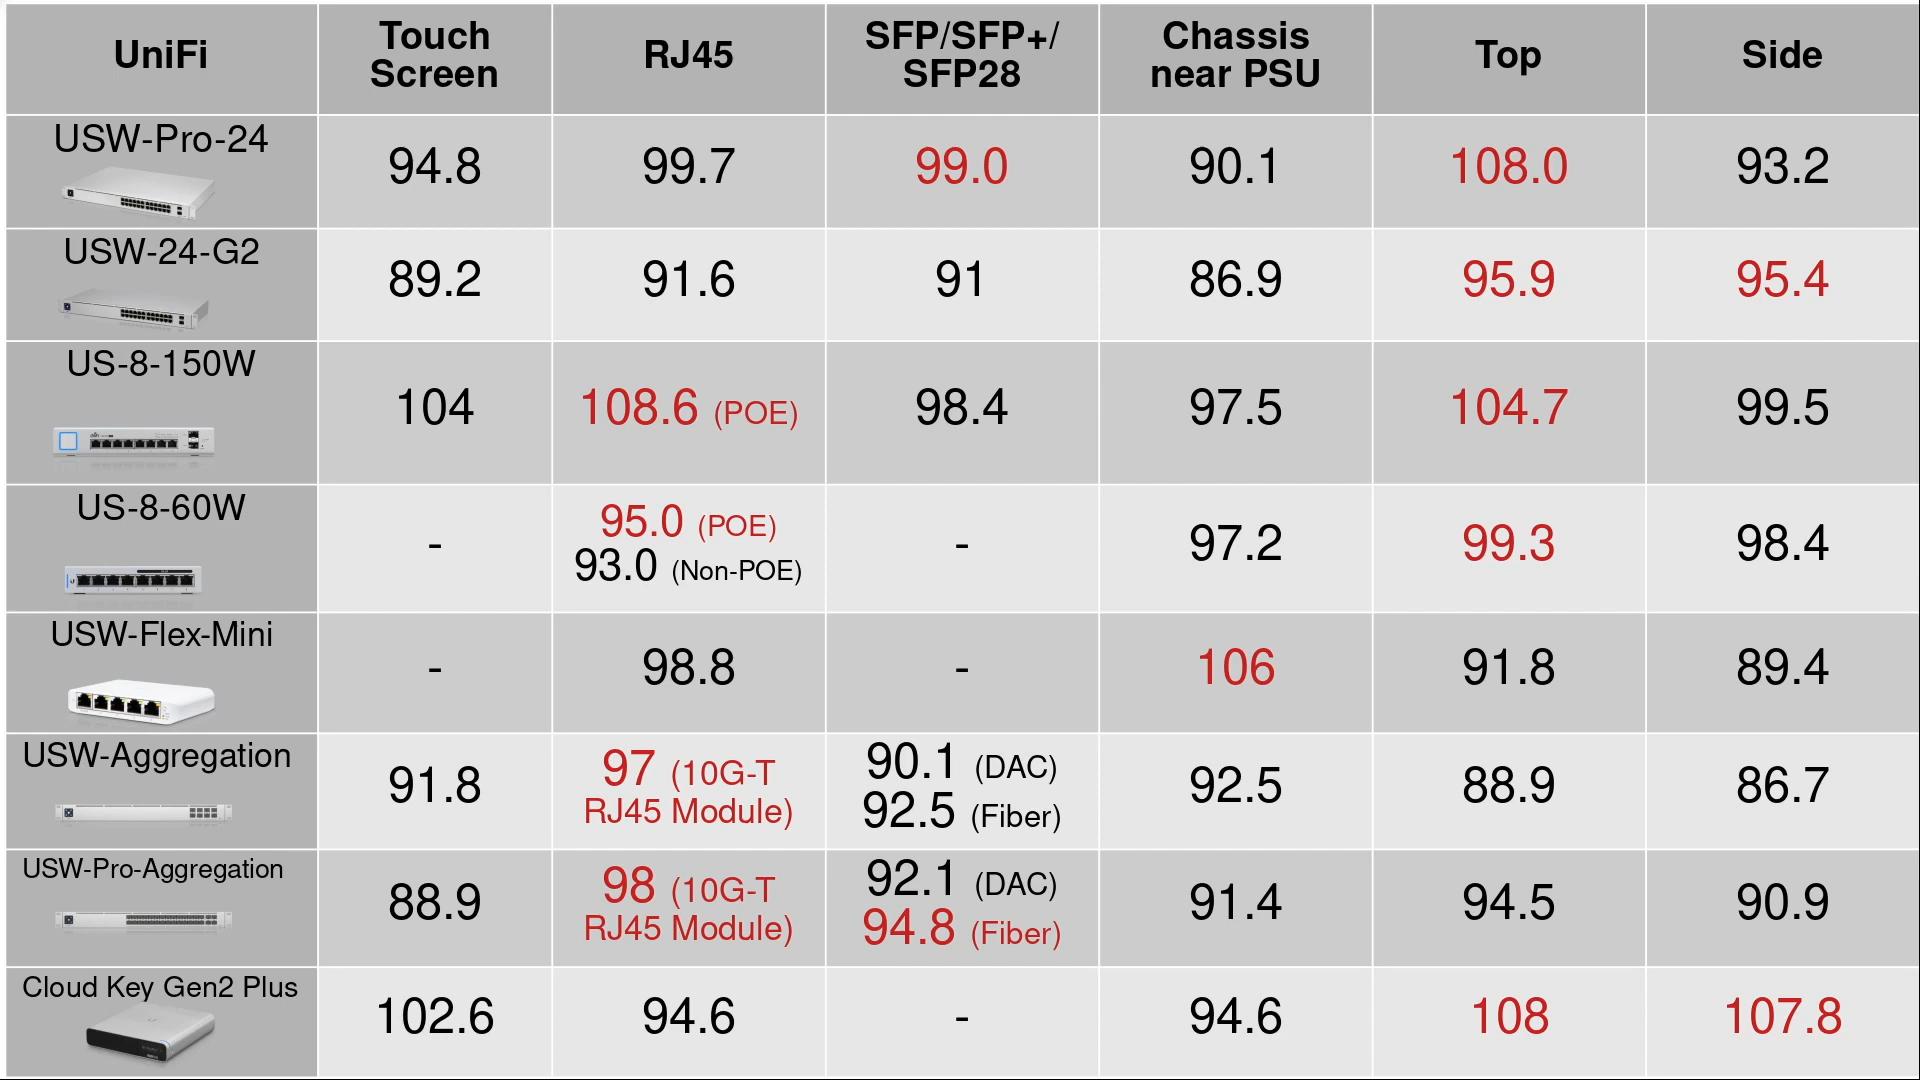 UniFi
Touch
Screen
RJ45
SFP/SFP+/
SFP28
Chassis
near PSU
Top
Side
USW-Pro-24
94.8
99.7
99.0
90.1
108.0
93.2
USW-24-G2
89.2
91.6
91
86.9
95.9
95.4
US-8-150W
104
108.6 (POE)
98.4
97.5
104.7
99.5
US-8-60W
-
95.0 (POE)
93.0 (Non-POE)
-
97.2
99.3
98.4
USW-Flex-Mini
-
98.8
-
106
91.8
89.4
USW-Aggregation
91.8
97 (10G-T
RJ45 Module)
90.1 (DAC)
92.5 (Fiber)
92.5
88.9
86.7
USW-Pro-Aggregation
88.9
98 (10G-T
RJ45 Module)
92.1 (DAC)
94.8 (Fiber)
91.4
94.5
90.9
Cloud Key Gen2 Plus
102.6
94.6
-
94.6
108
107.8